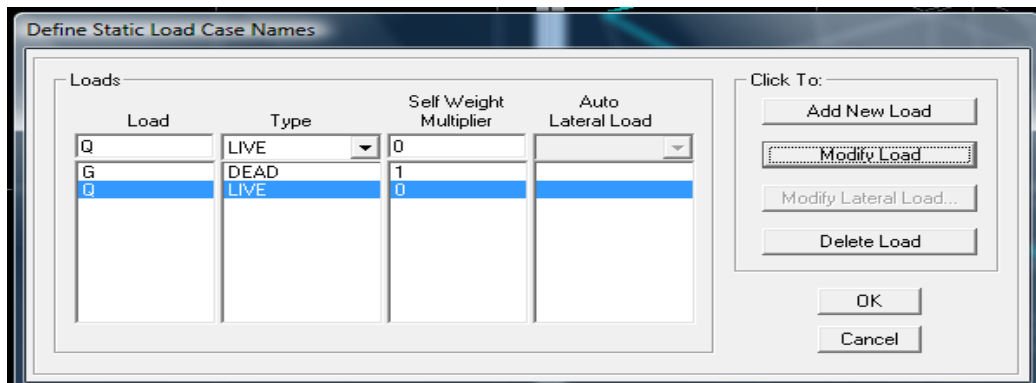 Define Static Load Case Names
Loads
Load Type Self Weight Multiplier Auto Lateral Load
Q LIVE 0
G DEAD 1
Q LIVE 0
Click To:
Add New Load
Modify Load
Modify Lateral Load...
Delete Load
OK
Cancel